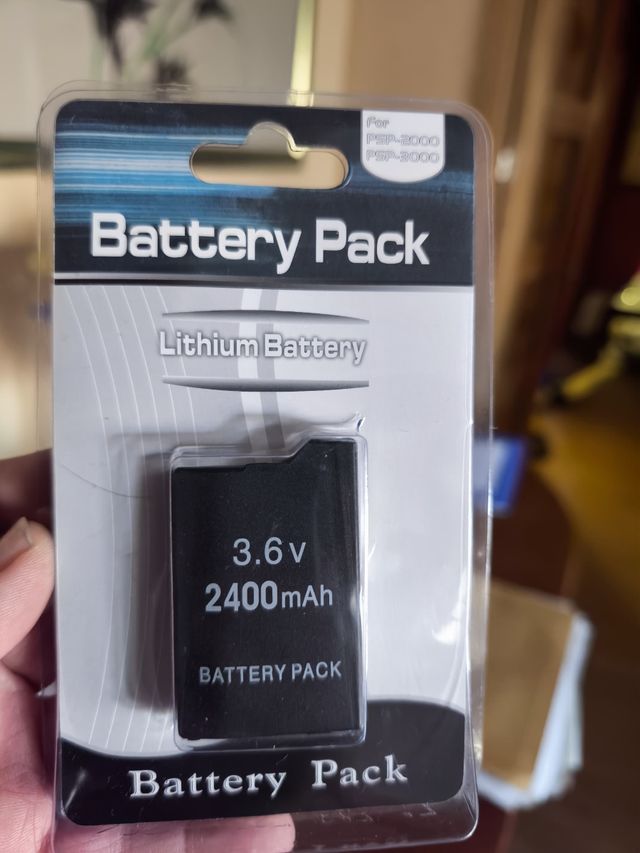 For
PSP-2000
PSP-3000
Battery Pack
Lithium Battery
3.6v
2400mAh
BATTERY PACK
Battery Pack